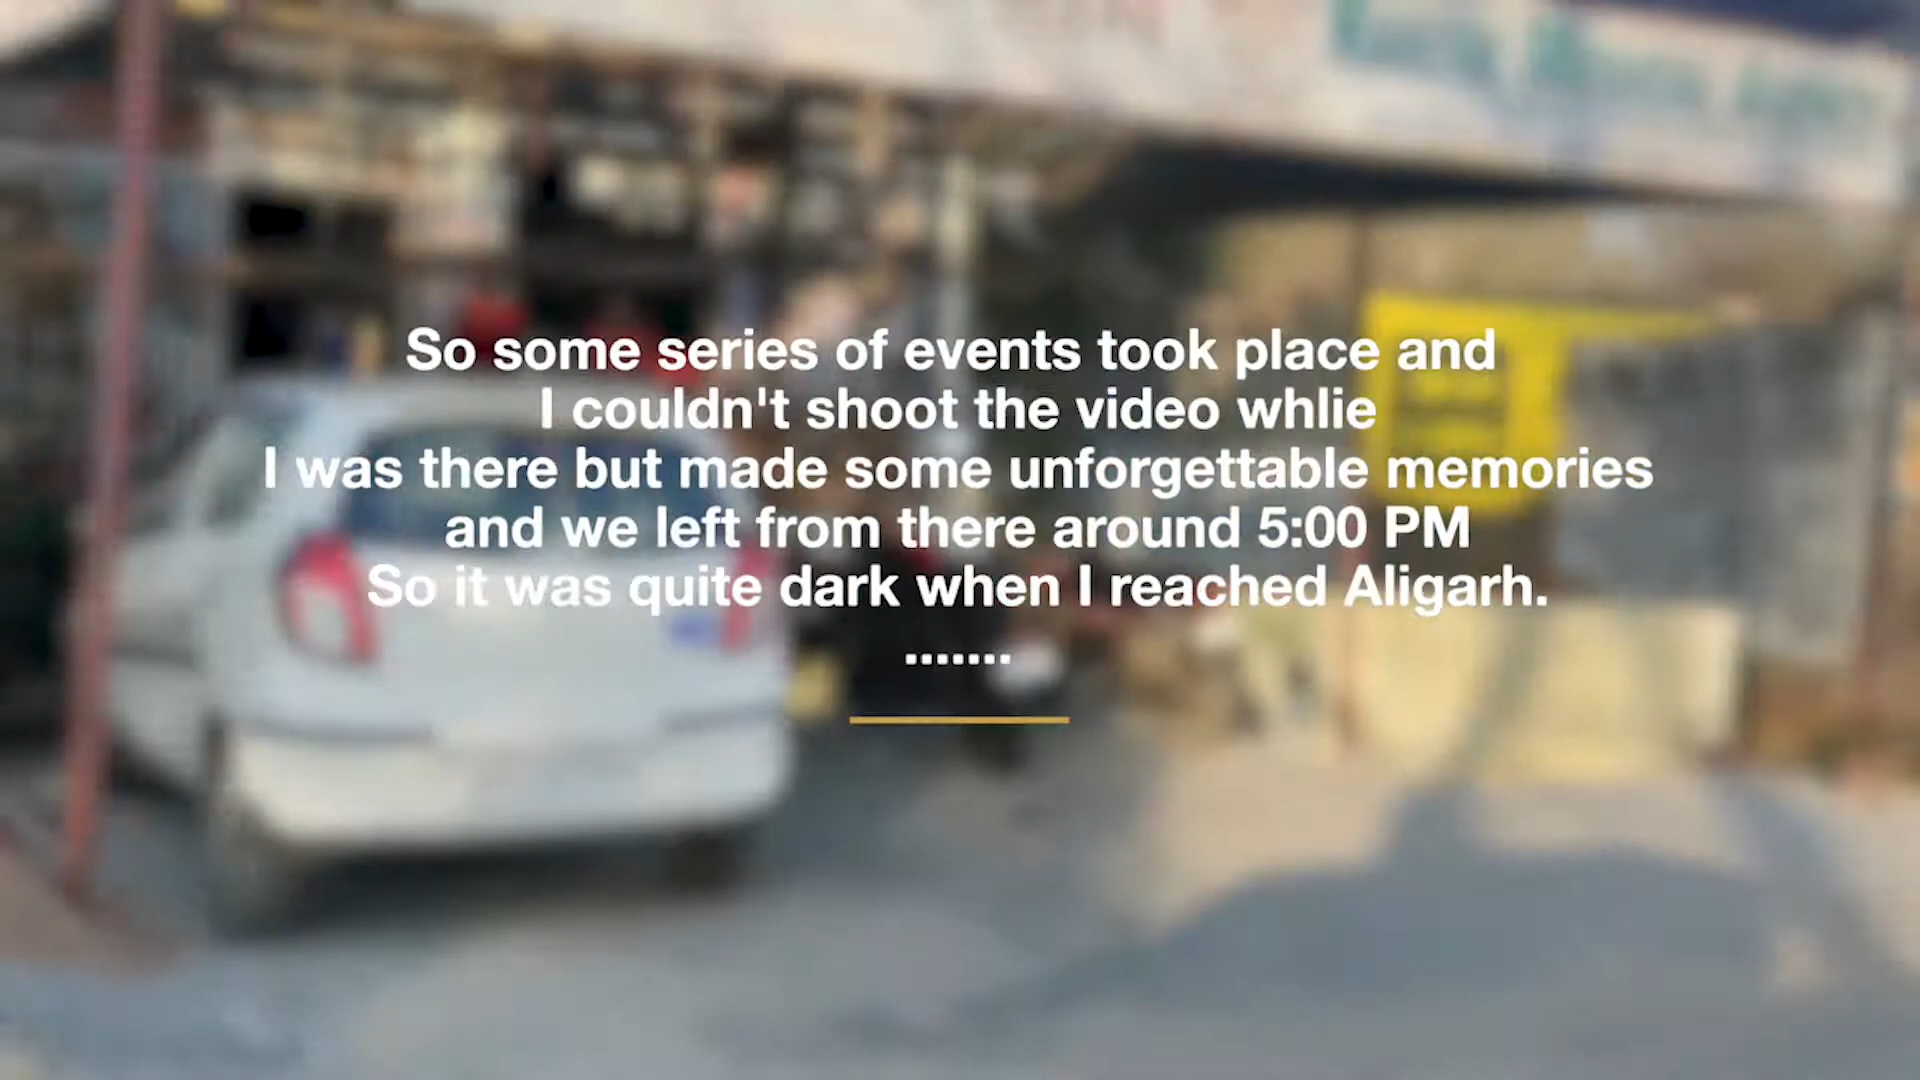 So some series of events took place and
I couldn't shoot the video whlie
I was there but made some unforgettable memories
and we left from there around 5:00 PM
So it was quite dark when I reached Aligarh.
.......